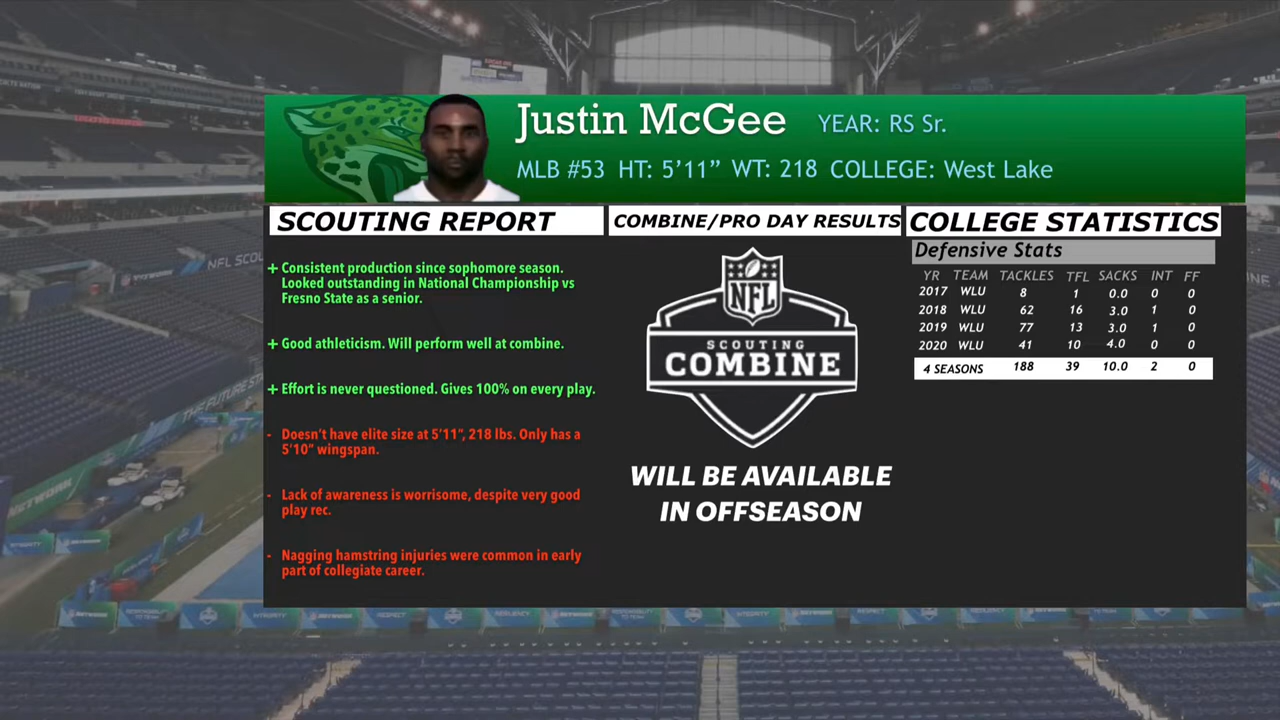 Justin McGee YEAR: RS Sr.
MLB #53 HT: 5'11” WT: 218 COLLEGE: West Lake
SCOUTING REPORT
+ Consistent production since sophomore season.
Looked outstanding in National Championship vs
Fresno State as a senior.
+ Good athleticism. Will perform well at combine.
+ Effort is never questioned. Gives 100% on every play.
- Doesn't have elite size at 5'11", 218 lbs. Only has a
5'10" wingspan.
- Lack of awareness is worrisome, despite very good
play rec.
- Nagging hamstring injuries were common in early
part of collegiate career.
COMBINE/PRO DAY RESULTS
NFL
SCOUTING
COMBINE
WILL BE AVAILABLE
IN OFFSEASON
COLLEGE STATISTICS
Defensive Stats
YR TEAM TACKLES TFL SACKS INT FF
2017 WLU 8 1 0.0 0 0
2018 WLU 62 16 3.0 1 0
2019 WLU 77 13 3.0 1 0
2020 WLU 41 10 4.0 0 0
4 SEASONS 188 39 10.0 2 0
NFL SCOU
THE FUTURE STA
NETWORK